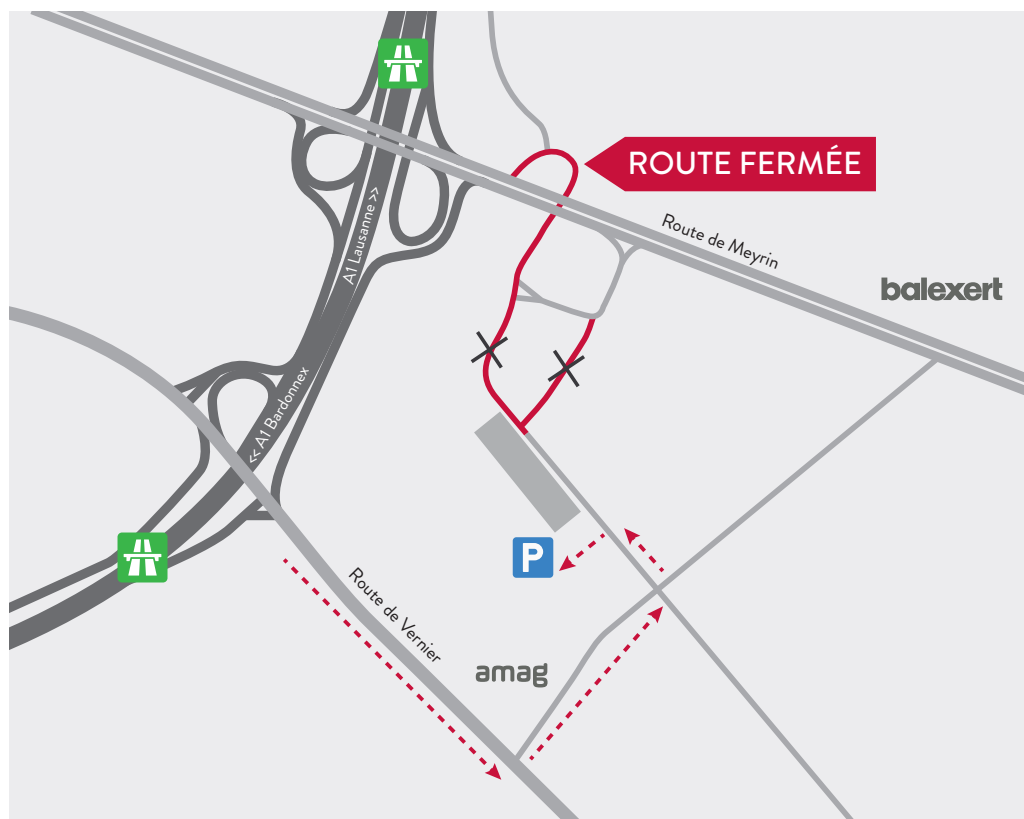 ROUTE FERMÉE
A1 Lausanne >>
Route de Meyrin
balexert
<< A1 Bardonnex
P
Route de Vernier
amag